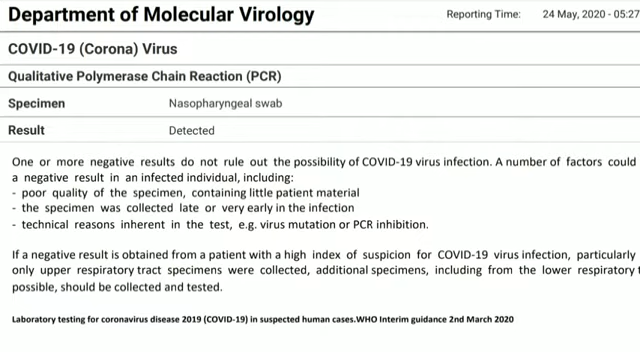 Department of Molecular Virology
Reporting Time: 24 May, 2020 - 05:27
COVID-19 (Corona) Virus
Qualitative Polymerase Chain Reaction (PCR)
Specimen Nasopharyngeal swab
Result Detected
One or more negative results do not rule out the possibility of COVID-19 virus infection. A number of factors could
a negative result in an infected individual, including:
- poor quality of the specimen, containing little patient material
- the specimen was collected late or very early in the infection
- technical reasons inherent in the test, e.g. virus mutation or PCR inhibition.
If a negative result is obtained from a patient with a high index of suspicion for COVID-19 virus infection, particularly
only upper respiratory tract specimens were collected, additional specimens, including from the lower respiratory t
possible, should be collected and tested.
Laboratory testing for coronavirus disease 2019 (COVID-19) in suspected human cases.WHO Interim guidance 2nd March 2020